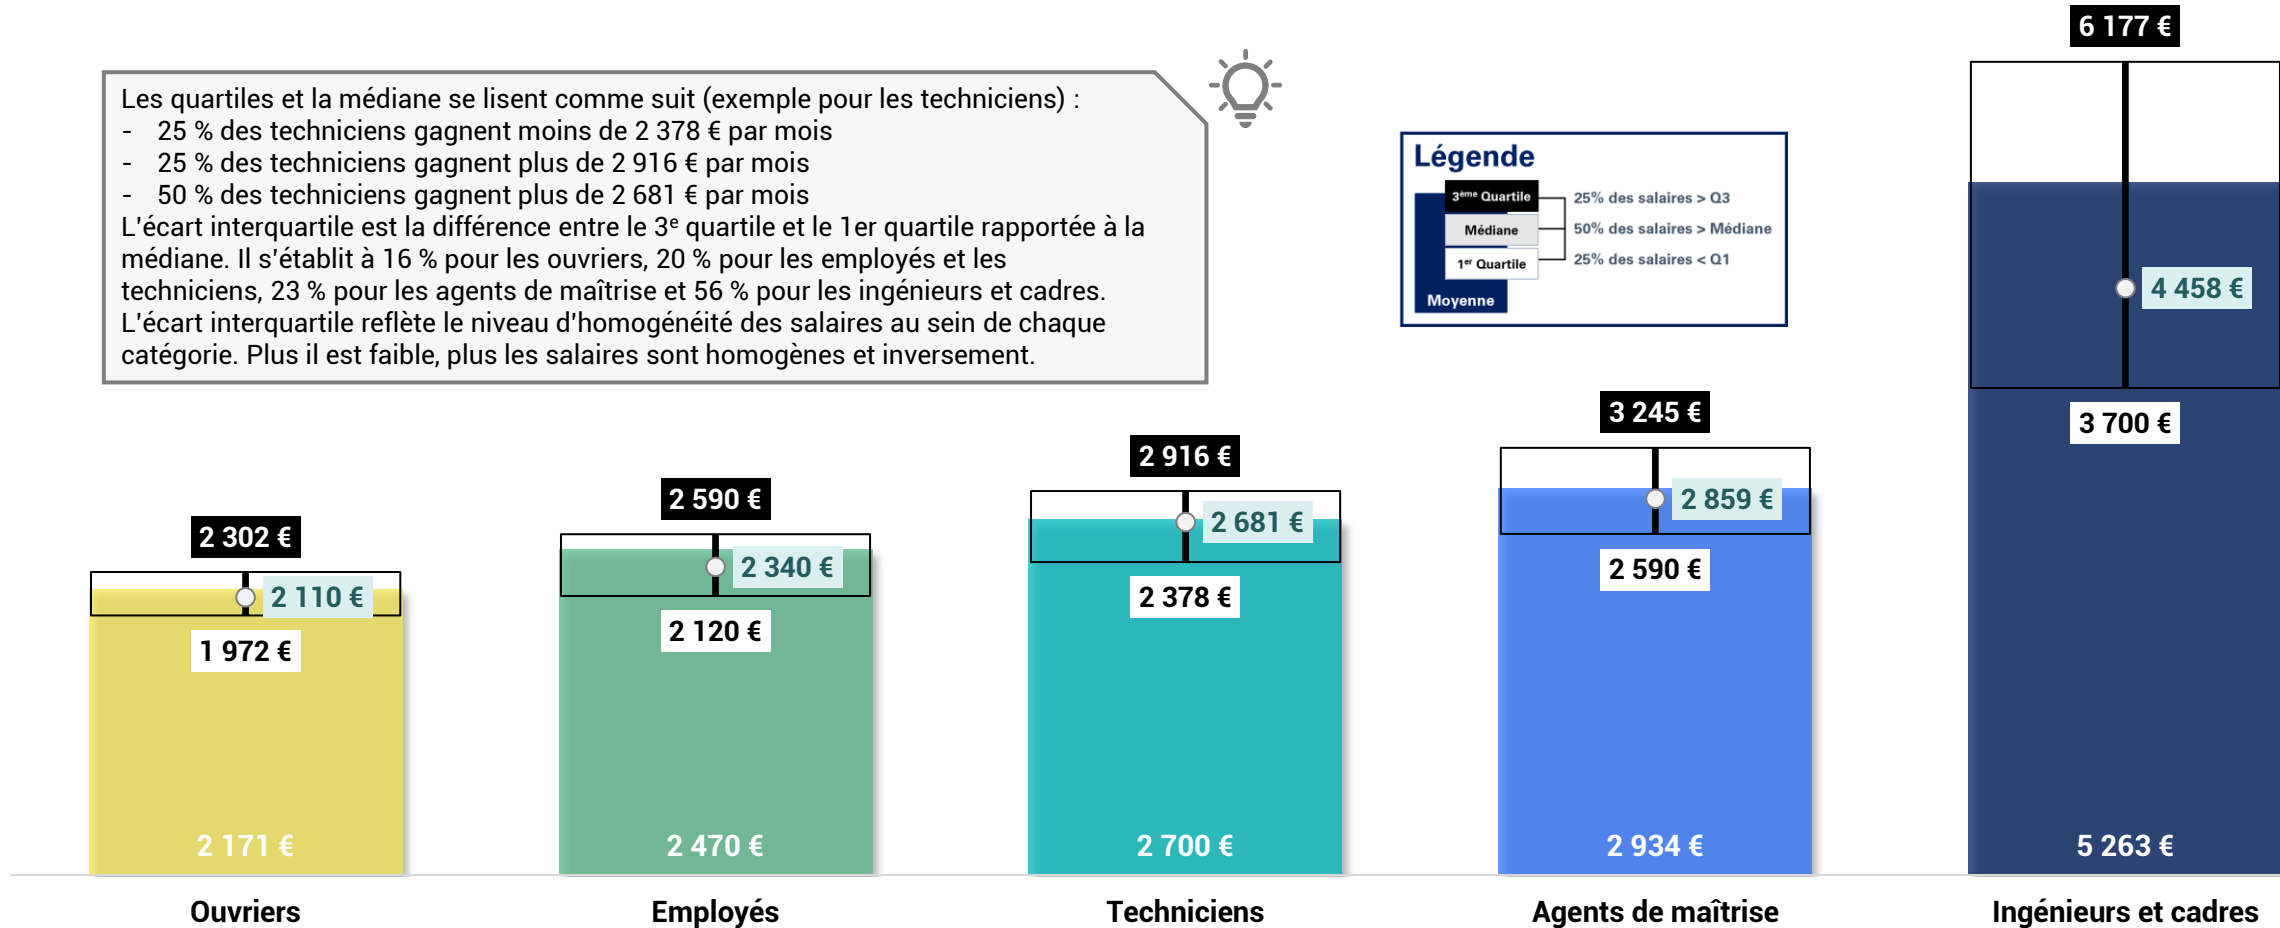 6 177 €
Les quartiles et la médiane se lisent comme suit (exemple pour les techniciens) :
- 25 % des techniciens gagnent moins de 2 378 € par mois
- 25 % des techniciens gagnent plus de 2 916 € par mois
- 50 % des techniciens gagnent plus de 2 681 € par mois
L'écart interquartile est la différence entre le 3e quartile et le 1er quartile rapportée à la
médiane. Il s'établit à 16 % pour les ouvriers, 20 % pour les employés et les
techniciens, 23 % pour les agents de maîtrise et 56 % pour les ingénieurs et cadres.
L'écart interquartile reflète le niveau d'homogénéité des salaires au sein de chaque
catégorie. Plus il est faible, plus les salaires sont homogènes et inversement.
Légende
3ème Quartile 25% des salaires > Q3
Médiane 50% des salaires > Médiane
1er Quartile 25% des salaires < Q1
Moyenne
4 458 €
3 700 €
3 245 €
2 859 €
2 590 €
2 916 €
2 681 €
2 378 €
2 590 €
2 340 €
2 120 €
2 302 €
2 110 €
1 972 €
2 171 € 2 470 € 2 700 € 2 934 € 5 263 €
Ouvriers Employés Techniciens Agents de maîtrise Ingénieurs et cadres